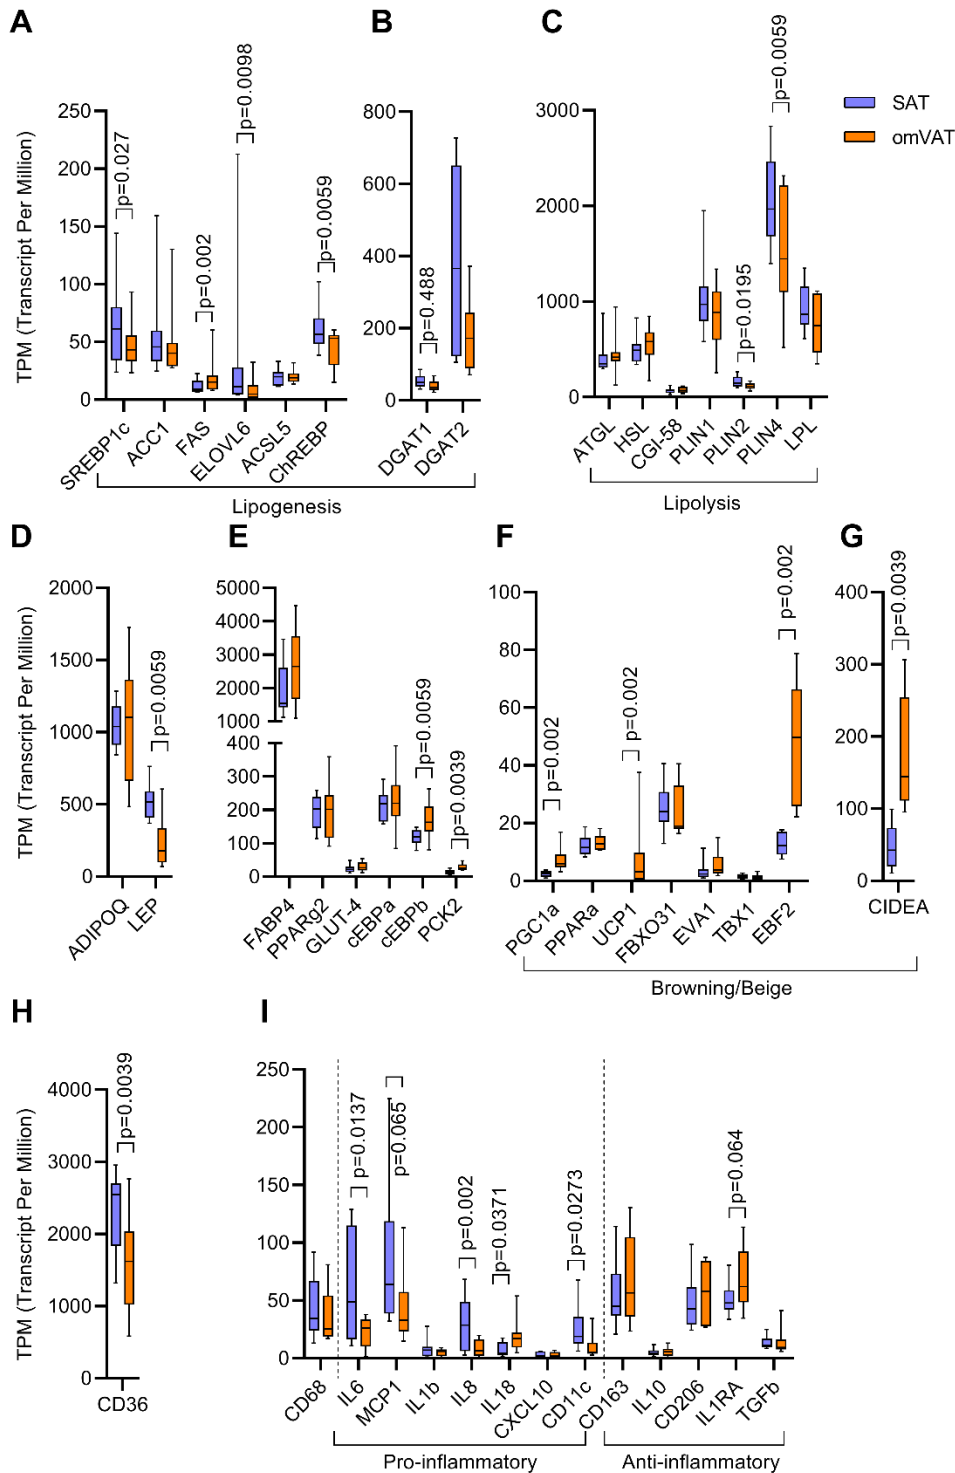 A
B
C
SAT
omVAT
TPM (Transcript Per Million)
250
200
150
100
50
0
p=0.027
p=0.002
p=0.0098
p=0.0059
SREBP1c
ACC1
FAS
ELOVL6
ACSL5
ChREBP
800
600
400
200
0
p=0.488
DGAT1
DGAT2
Lipogenesis
3000
2000
1000
0
p=0.0195
p=0.0059
ATGL
HSL
CGI-58
PLIN1
PLIN2
PLIN4
LPL
Lipolysis
D
E
F
G
TPM (Transcript Per Million)
2000
1500
1000
500
0
p=0.0059
ADIPOQ
LEP
5000
4000
3000
2000
1000
400
300
200
100
0
p=0.0059
p=0.0039
FABP4
PPARg2
GLUT-4
cEBPa
cEBPb
PCK2
100
80
60
40
20
0
p=0.002
p=0.002
p=0.002
PGC1a
PPARa
UCP1
FBXO31
EVA1
TBX1
EBF2
400
300
200
100
0
p=0.0039
CIDEA
Browning/Beige
H
I
TPM (Transcript Per Million)
4000
3000
2000
1000
0
p=0.0039
CD36
250
200
150
100
50
0
p=0.0137
p=0.065
p=0.002
p=0.0371
p=0.0273
p=0.064
CD68
IL6
MCP1
IL1b
IL8
IL18
CXCL10
CD11c
CD163
IL10
CD206
IL1RA
TGFb
Pro-inflammatory
Anti-inflammatory